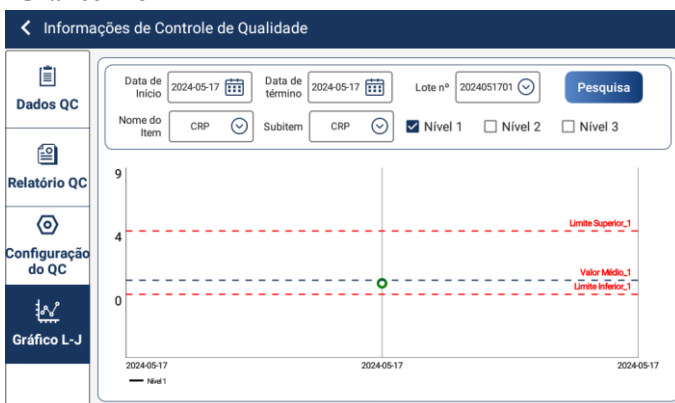 Informações de Controle de Qualidade
Dados QC
Relatório QC
Configuração
do QC
Gráfico L-J
Data de
Início
2024-05-17
Data de
término
2024-05-17
Lote nº
2024051701
Pesquisa
Nome do
Item
CRP
Subitem
CRP
Nível 1
Nível 2
Nível 3
9
4
0
Limite Superior_1
Valor Médio_1
Limite Inferior_1
2024-05-17
2024-05-17
2024-05-17
Nível 1